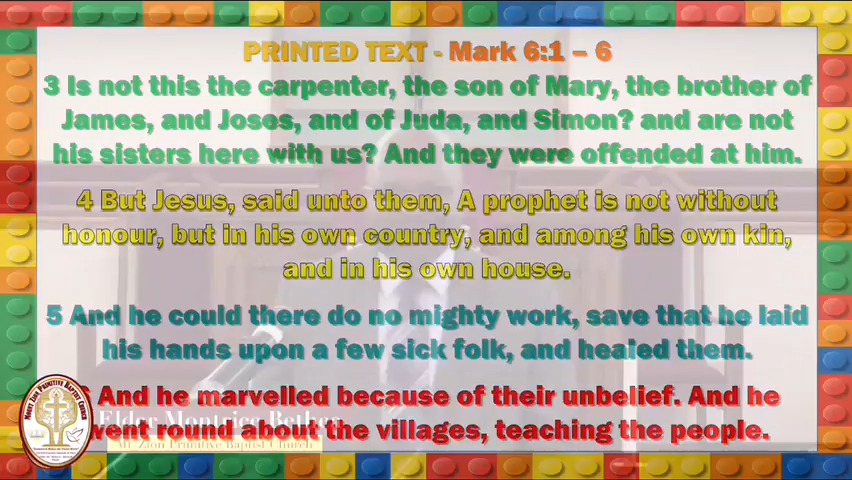 PRINTED TEXT - Mark 6:1 – 6
3 Is not this the carpenter, the son of Mary, the brother of
James, and Joses, and of Juda, and Simon? and are not
his sisters here with us? And they were offended at him.
4 But Jesus, said unto them, A prophet is not without
honour, but in his own country, and among his own kin,
and in his own house.
5 And he could there do no mighty work, save that he laid
his hands upon a few sick folk, and healed them.
And he marvelled because of their unbelief. And he
went round about the villages, teaching the people.
MOUNT ZION PRIMITIVE BAPTIST CHURCH
Elder Montrice Bethea
Mt Zion Primitive Baptist Church